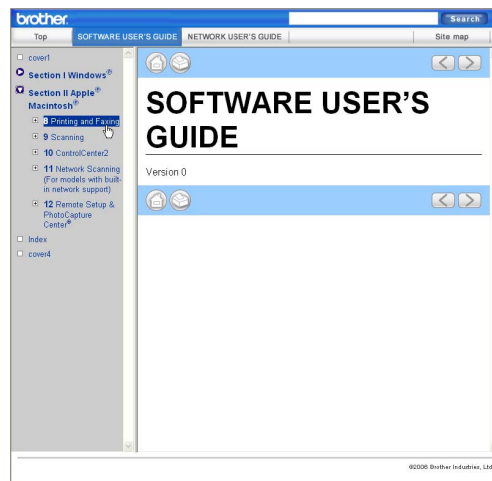 brother
Search
Top
SOFTWARE USER'S GUIDE
NETWORK USER'S GUIDE
Site map
cover1
Section I Windows®
Section II Apple®
Macintosh®
8 Printing and Faxing
9 Scanning
10 ControlCenter2
11 Network Scanning
(For models with built-
in network support)
12 Remote Setup &
PhotoCapture
Center®
Index
cover4
SOFTWARE USER'S
GUIDE
Version 0
©2006 Brother Industries, Ltd